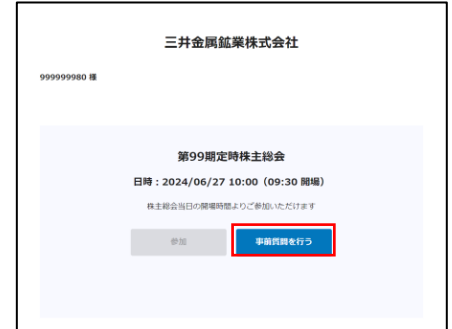 三井金属鉱業株式会社
999999980 様
第99期定時株主総会
日時：2024/06/27 10:00（09:30 開場）
株主総会当日の開場時間よりご参加いただけます
参加
事前質問を行う